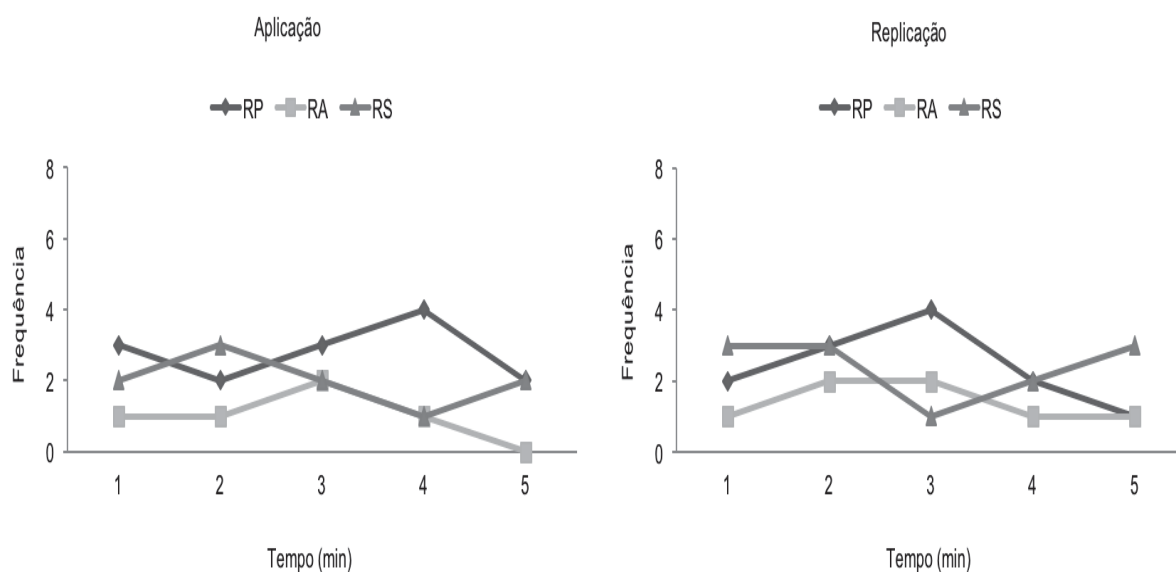 Aplicação
RP RA RS
8
6
4
2
0
Frequência
1 2 3 4 5
Tempo (min)
Replicação
RP RA RS
8
6
4
2
0
Frequência
1 2 3 4 5
Tempo (min)